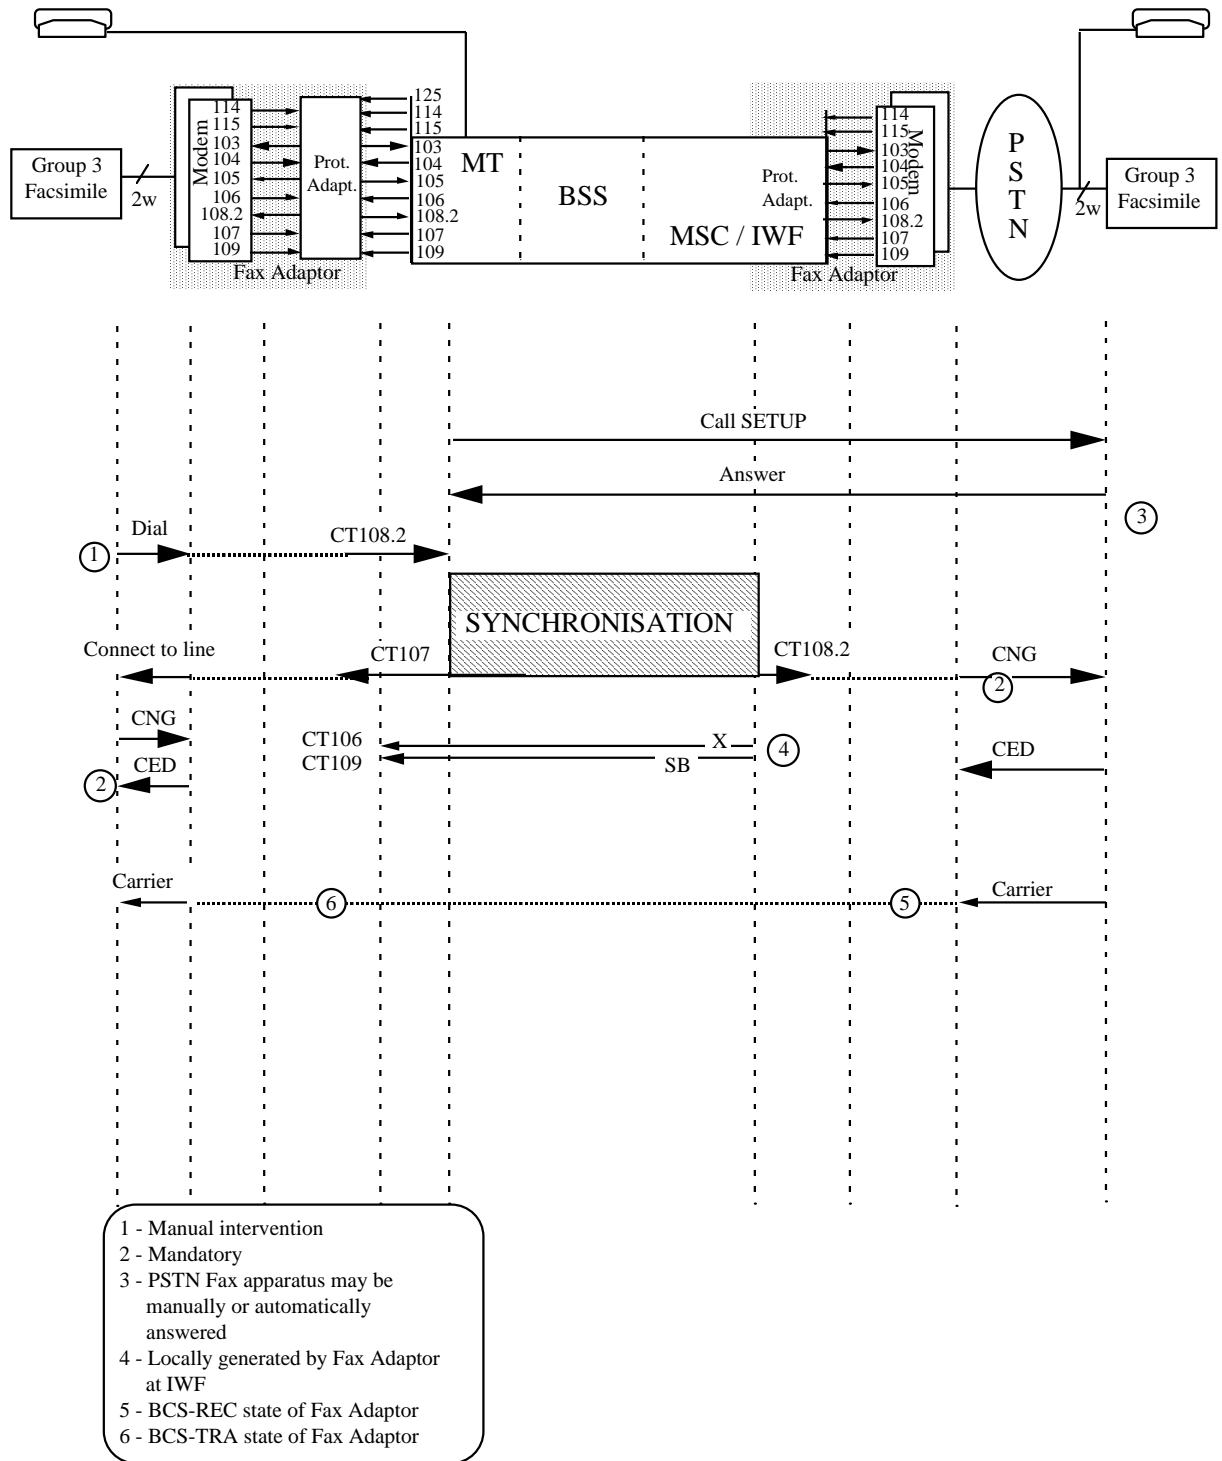 125
114
114
115
115
103
103
104
104
105
105
106
106
108.2
108.2
107
107
109
109
Modem
Prot.
Adapt.
Fax Adaptor
Group 3
Facsimile
2w
MT
BSS
MSC / IWF
Prot.
Adapt.
114
115
103
104
105
106
108.2
107
109
Modem
Fax Adaptor
P
S
T
N
2w
Group 3
Facsimile
Call SETUP
Answer
3
Dial
CT108.2
1
SYNCHRONISATION
Connect to line
CT107
CT108.2
CNG
2
CNG
CT106
X
4
CED
CT109
SB
2
CED
Carrier
6
5
Carrier
1 - Manual intervention
2 - Mandatory
3 - PSTN Fax apparatus may be
manually or automatically
answered
4 - Locally generated by Fax Adaptor
at IWF
5 - BCS-REC state of Fax Adaptor
6 - BCS-TRA state of Fax Adaptor